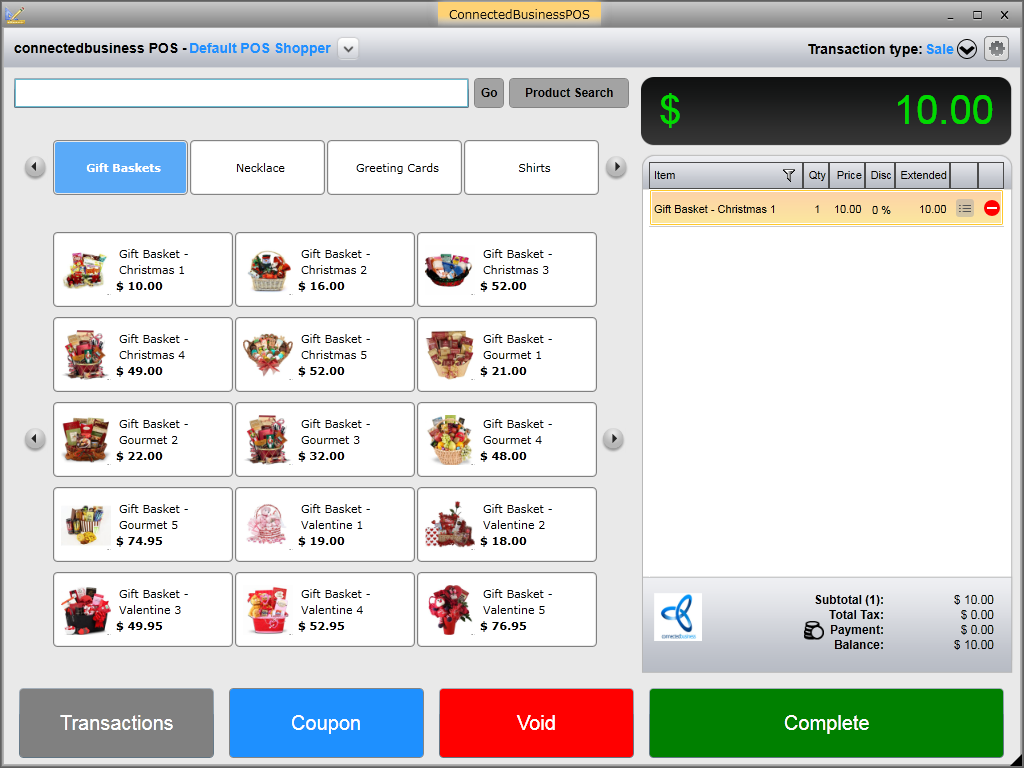 ConnectedBusinessPOS
connectedbusiness POS - Default POS Shopper
Transaction type: Sale
Go
Product Search
$ 10.00
Gift Baskets
Necklace
Greeting Cards
Shirts
Item Qty Price Disc Extended
Gift Basket - Christmas 1 1 10.00 0 % 10.00
Gift Basket -
Christmas 1
$ 10.00
Gift Basket -
Christmas 2
$ 16.00
Gift Basket -
Christmas 3
$ 52.00
Gift Basket -
Christmas 4
$ 49.00
Gift Basket -
Christmas 5
$ 52.00
Gift Basket -
Gourmet 1
$ 21.00
Gift Basket -
Gourmet 2
$ 22.00
Gift Basket -
Gourmet 3
$ 32.00
Gift Basket -
Gourmet 4
$ 48.00
Gift Basket -
Gourmet 5
$ 74.95
Gift Basket -
Valentine 1
$ 19.00
Gift Basket -
Valentine 2
$ 18.00
Gift Basket -
Valentine 3
$ 49.95
Gift Basket -
Valentine 4
$ 52.95
Gift Basket -
Valentine 5
$ 76.95
connectedbusiness
Subtotal (1): $ 10.00
Total Tax: $ 0.00
Payment: $ 0.00
Balance: $ 10.00
Transactions
Coupon
Void
Complete